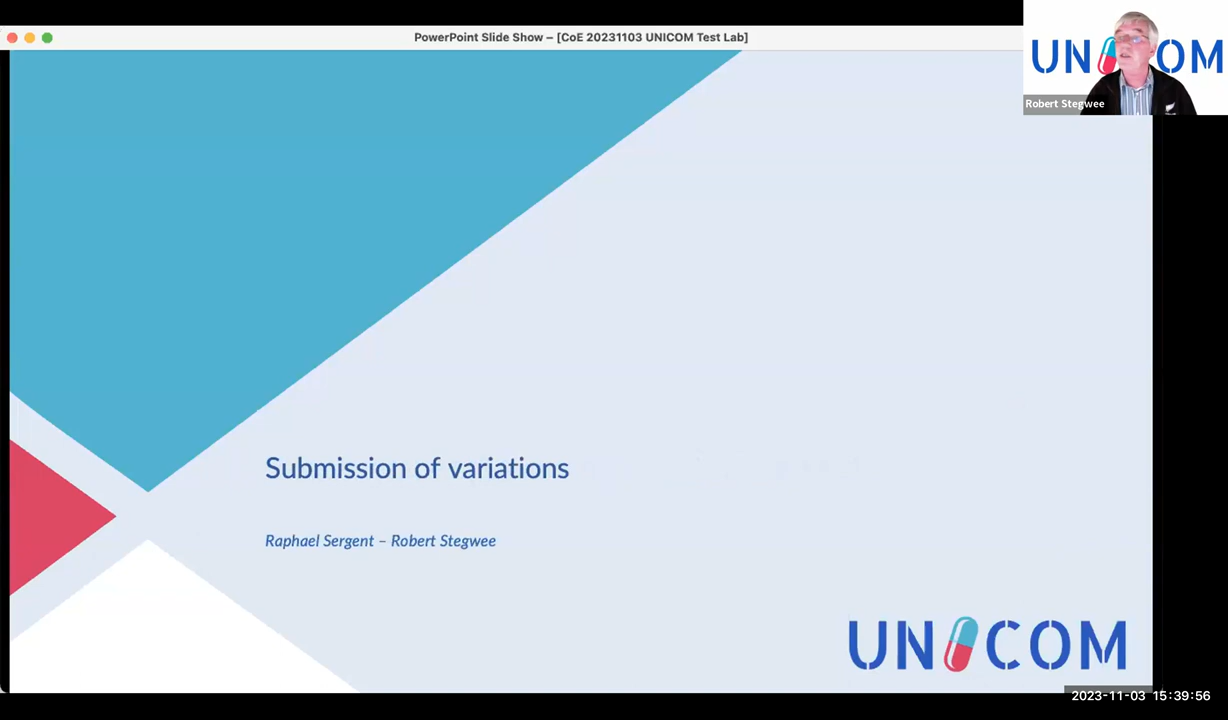 PowerPoint Slide Show – [CoE 20231103 UNICOM Test Lab]
UNICOM
Robert Stegwee
Submission of variations
Raphael Sergent – Robert Stegwee
UNICOM
2023-11-03 15:39:56